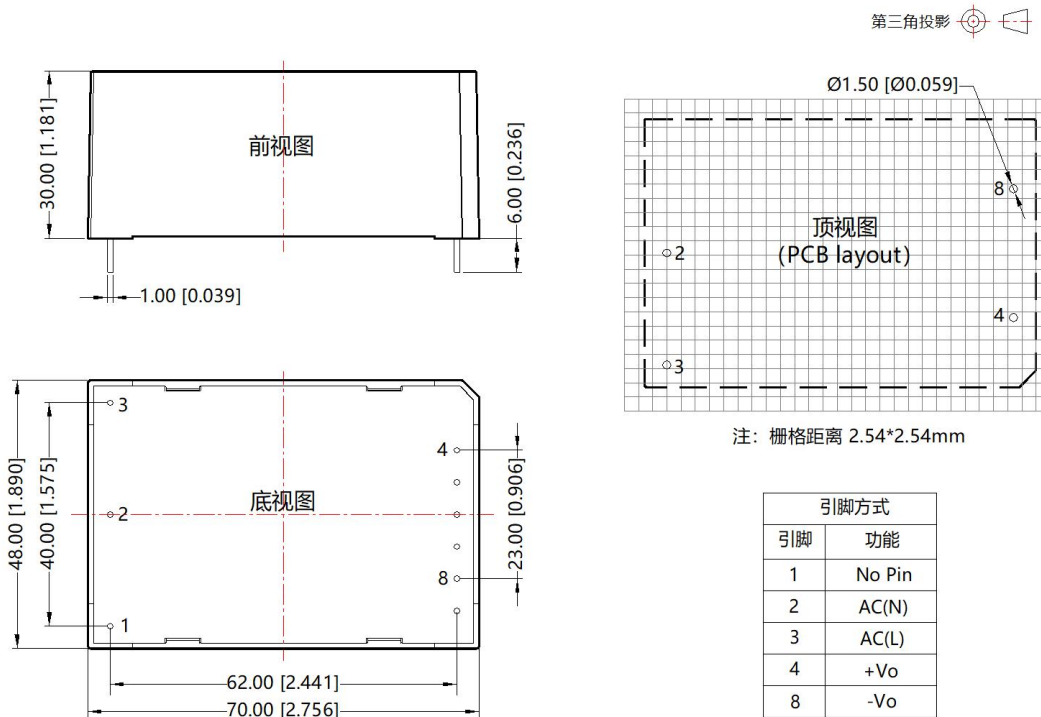 第三角投影
前视图
30.00 [1.181]
6.00 [0.236]
1.00 [0.039]
Ø1.50 [Ø0.059]
8
顶视图
(PCB layout)
2
4
3
注：栅格距离 2.54*2.54mm
3
4
底视图
2
8
1
48.00 [1.890]
40.00 [1.575]
23.00 [0.906]
62.00 [2.441]
70.00 [2.756]
引脚方式
引脚 功能
1 No Pin
2 AC(N)
3 AC(L)
4 +Vo
8 -Vo